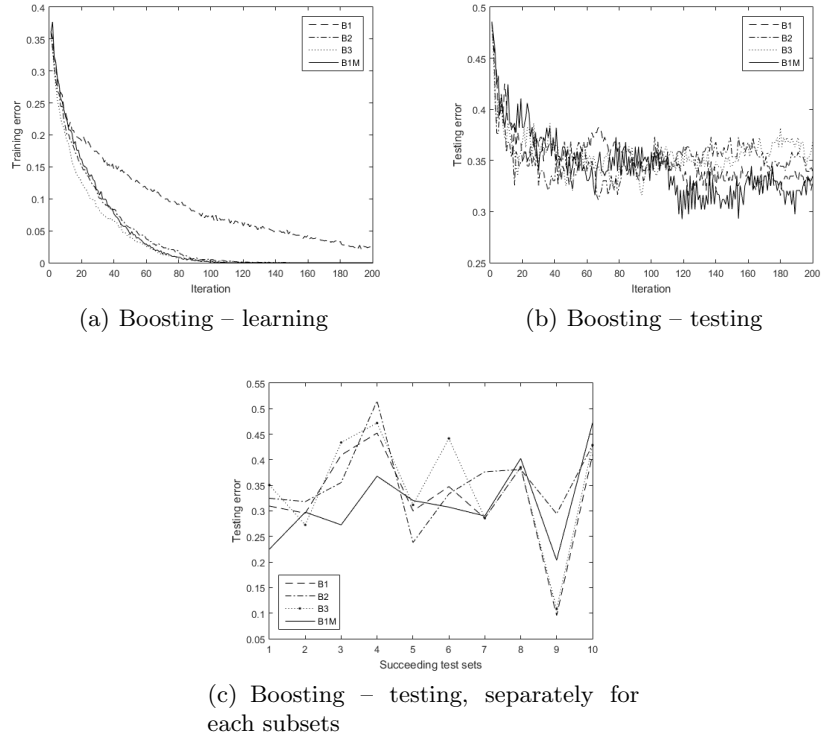 0.4
0.35
0.3
0.25
0.2
0.15
0.1
0.05
0
Training error
0 20 40 60 80 100 120 140 160 180 200
Iteration
B1
B2
B3
B1M
(a) Boosting – learning
0.5
0.45
0.4
0.35
0.3
0.25
Testing error
0 20 40 60 80 100 120 140 160 180 200
Iteration
B1
B2
B3
B1M
(b) Boosting – testing
0.55
0.5
0.45
0.4
0.35
0.3
0.25
0.2
0.15
0.1
0.05
Testing error
1 2 3 4 5 6 7 8 9 10
Succeeding test sets
B1
B2
B3
B1M
(c) Boosting – testing, separately for
each subsets